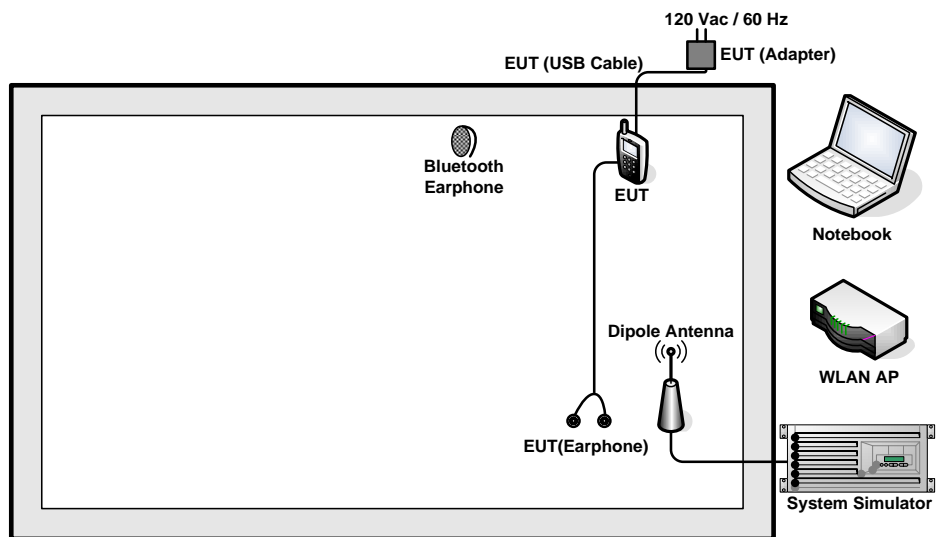 120 Vac / 60 Hz
EUT (Adapter)
EUT (USB Cable)
Bluetooth
Earphone
EUT
Notebook
Dipole Antenna
WLAN AP
EUT(Earphone)
System Simulator